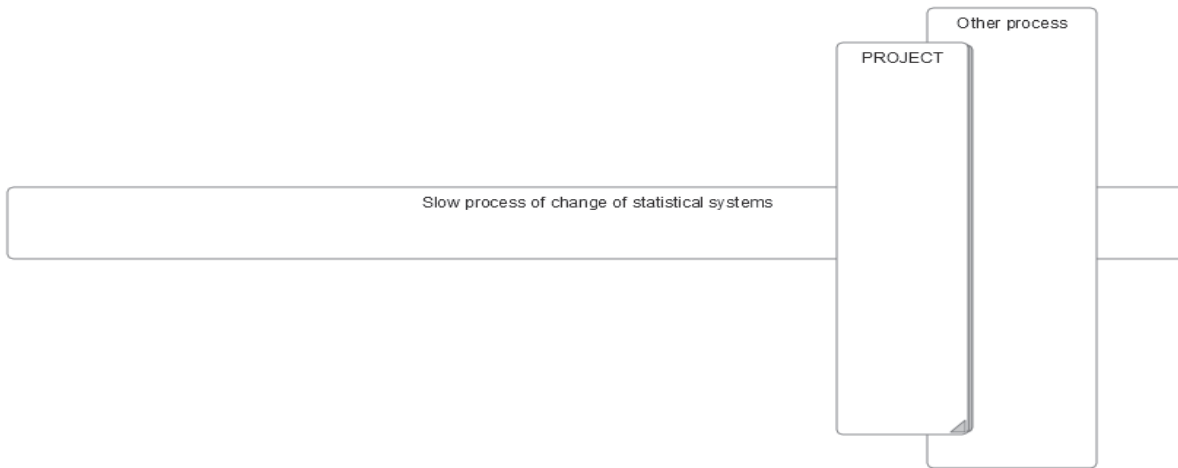 Other process
PROJECT
Slow process of change of statistical systems